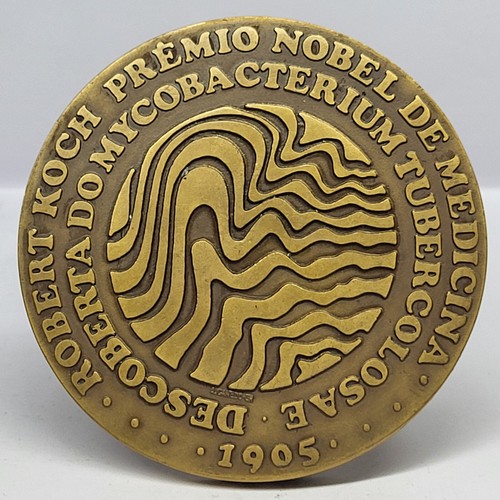 ROBERT KOCH PRÉMIO NOBEL DE MEDICINA
DESCOBERTA DO MYCOBACTERIUM TUBERCOLOSAE
1905